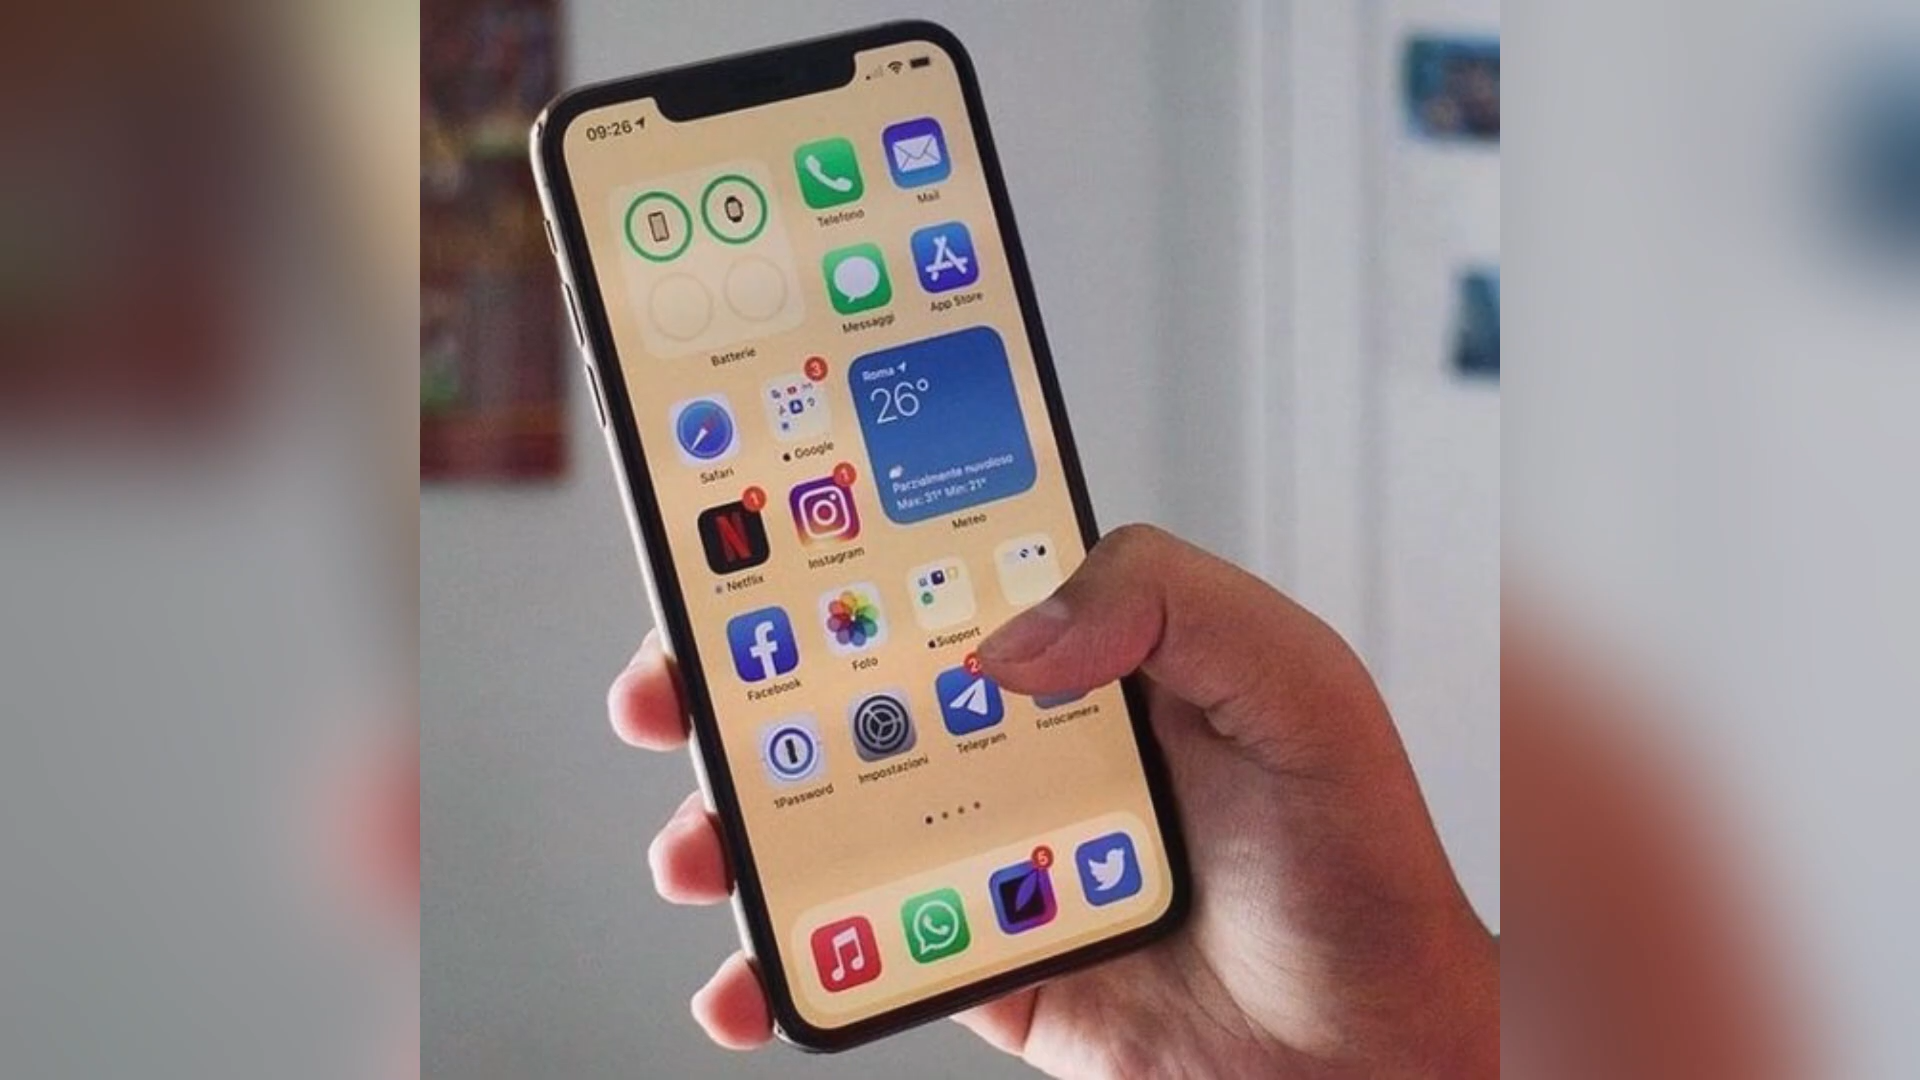 09:26
Telefono
Mail
Messaggi
App Store
Batterie
3
Roma
26°
Parzialmente nuvoloso
Max: 31° Min: 21°
Meteo
Safari
Google
1
N
Netflix
1
Instagram
f
Facebook
Foto
Support
2
1Password
Impostazioni
Telegram
Fotocamera
5